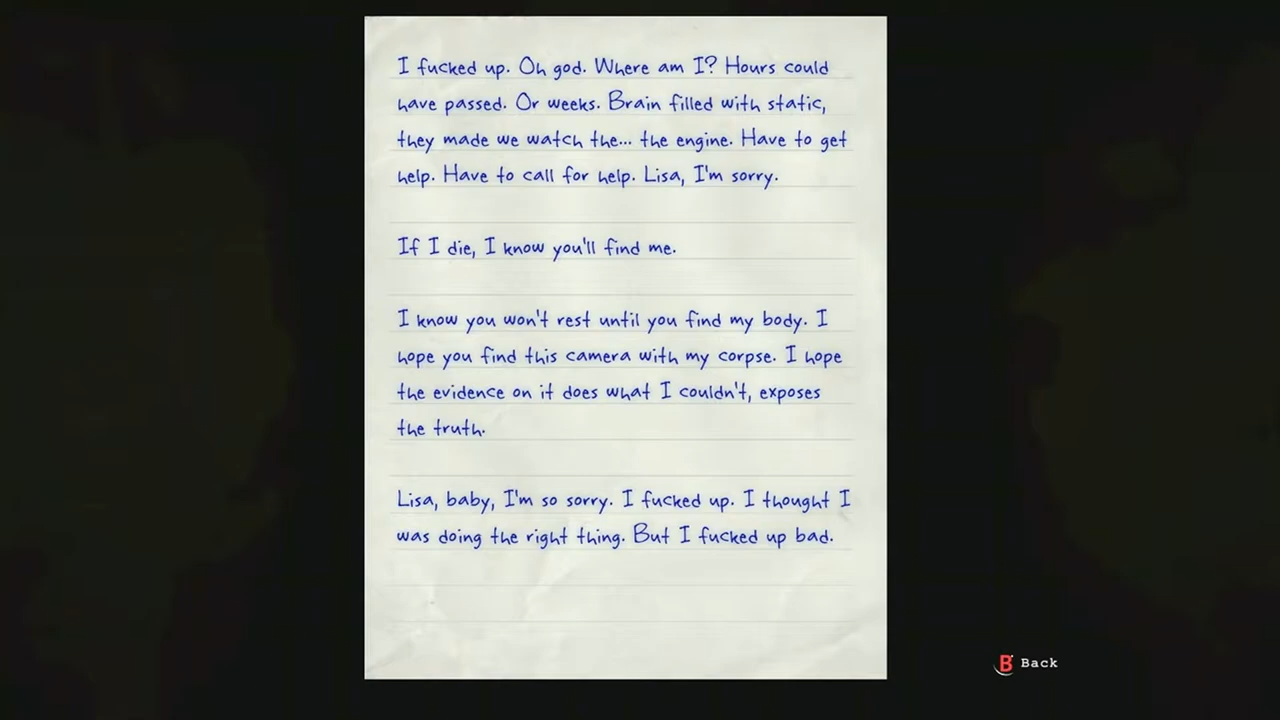 I fucked up. Oh god. Where am I? Hours could
have passed. Or weeks. Brain filled with static,
they made we watch the... the engine. Have to get
help. Have to call for help. Lisa, I'm sorry.
If I die, I know you'll find me.
I know you won't rest until you find my body. I
hope you find this camera with my corpse. I hope
the evidence on it does what I couldn't, exposes
the truth.
Lisa, baby, I'm so sorry. I fucked up. I thought I
was doing the right thing. But I fucked up bad.
B Back